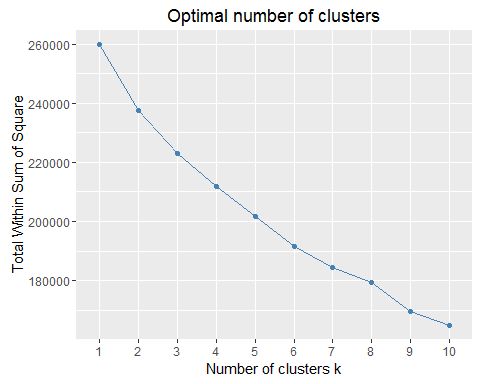 Optimal number of clusters
Total Within Sum of Square
260000
240000
220000
200000
180000
1 2 3 4 5 6 7 8 9 10
Number of clusters k